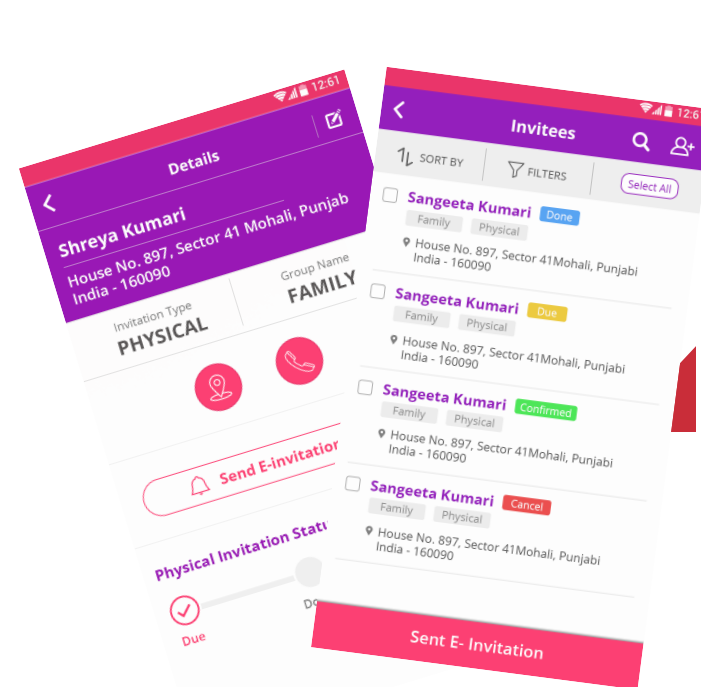 12:61
Details
Shreya Kumari
House No. 897, Sector 41 Mohali, Punjab
India - 160090
Invitation Type
PHYSICAL
Group Name
FAMILY
Send E-invitation
Physical Invitation Statu
Due
Do
12:6
Invitees
SORT BY
FILTERS
Select All
Sangeeta Kumari Done
Family Physical
House No. 897, Sector 41Mohali, Punjabi
India - 160090
Sangeeta Kumari Due
Family Physical
House No. 897, Sector 41Mohali, Punjabi
India - 160090
Sangeeta Kumari Confirmed
Family Physical
House No. 897, Sector 41Mohali, Punjabi
India - 160090
Sangeeta Kumari Cancel
Family Physical
House No. 897, Sector 41Mohali, Punjabi
India - 160090
Sent E- Invitation